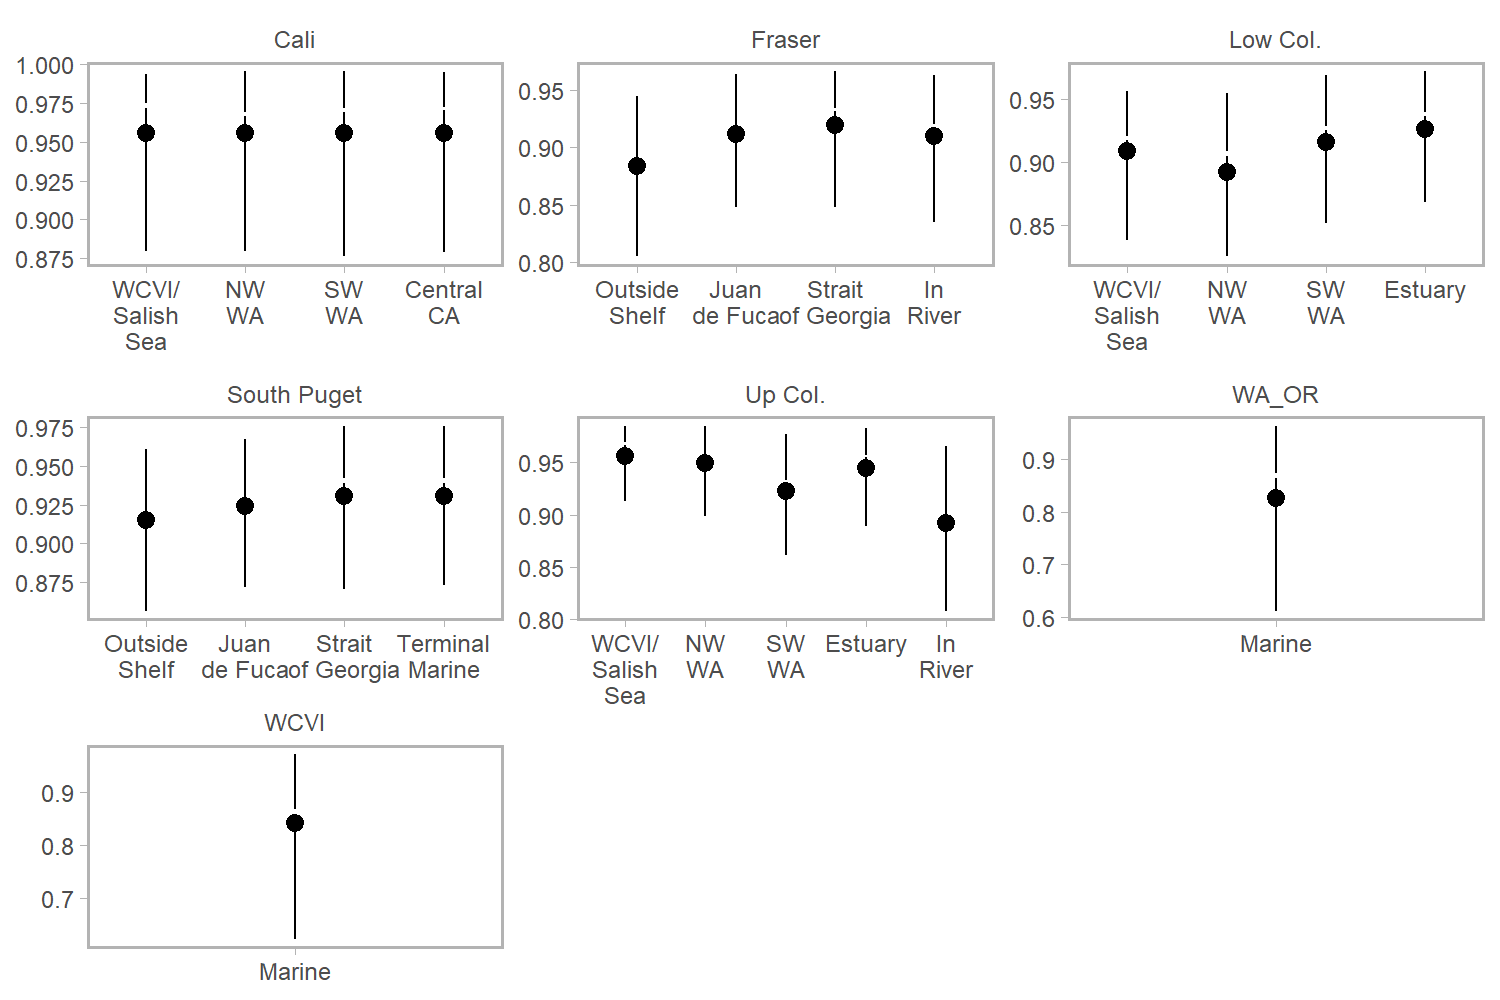 Cali
Fraser
Low Col.
1.000
0.975
0.950
0.925
0.900
0.875
0.95
0.90
0.85
0.80
0.95
0.90
0.85
WCVI/ NW SW Central
Salish WA WA CA
Sea
Outside Juan Strait In
Shelf de Fuca of Georgia River
WCVI/ NW SW Estuary
Salish WA WA
Sea
South Puget
Up Col.
WA_OR
0.975
0.950
0.925
0.900
0.875
0.95
0.90
0.85
0.80
0.9
0.8
0.7
0.6
Outside Juan Strait Terminal
Shelf de Fuca of Georgia Marine
WCVI/ NW SW Estuary In
Salish WA WA River
Sea
Marine
WCVI
0.9
0.8
0.7
Marine